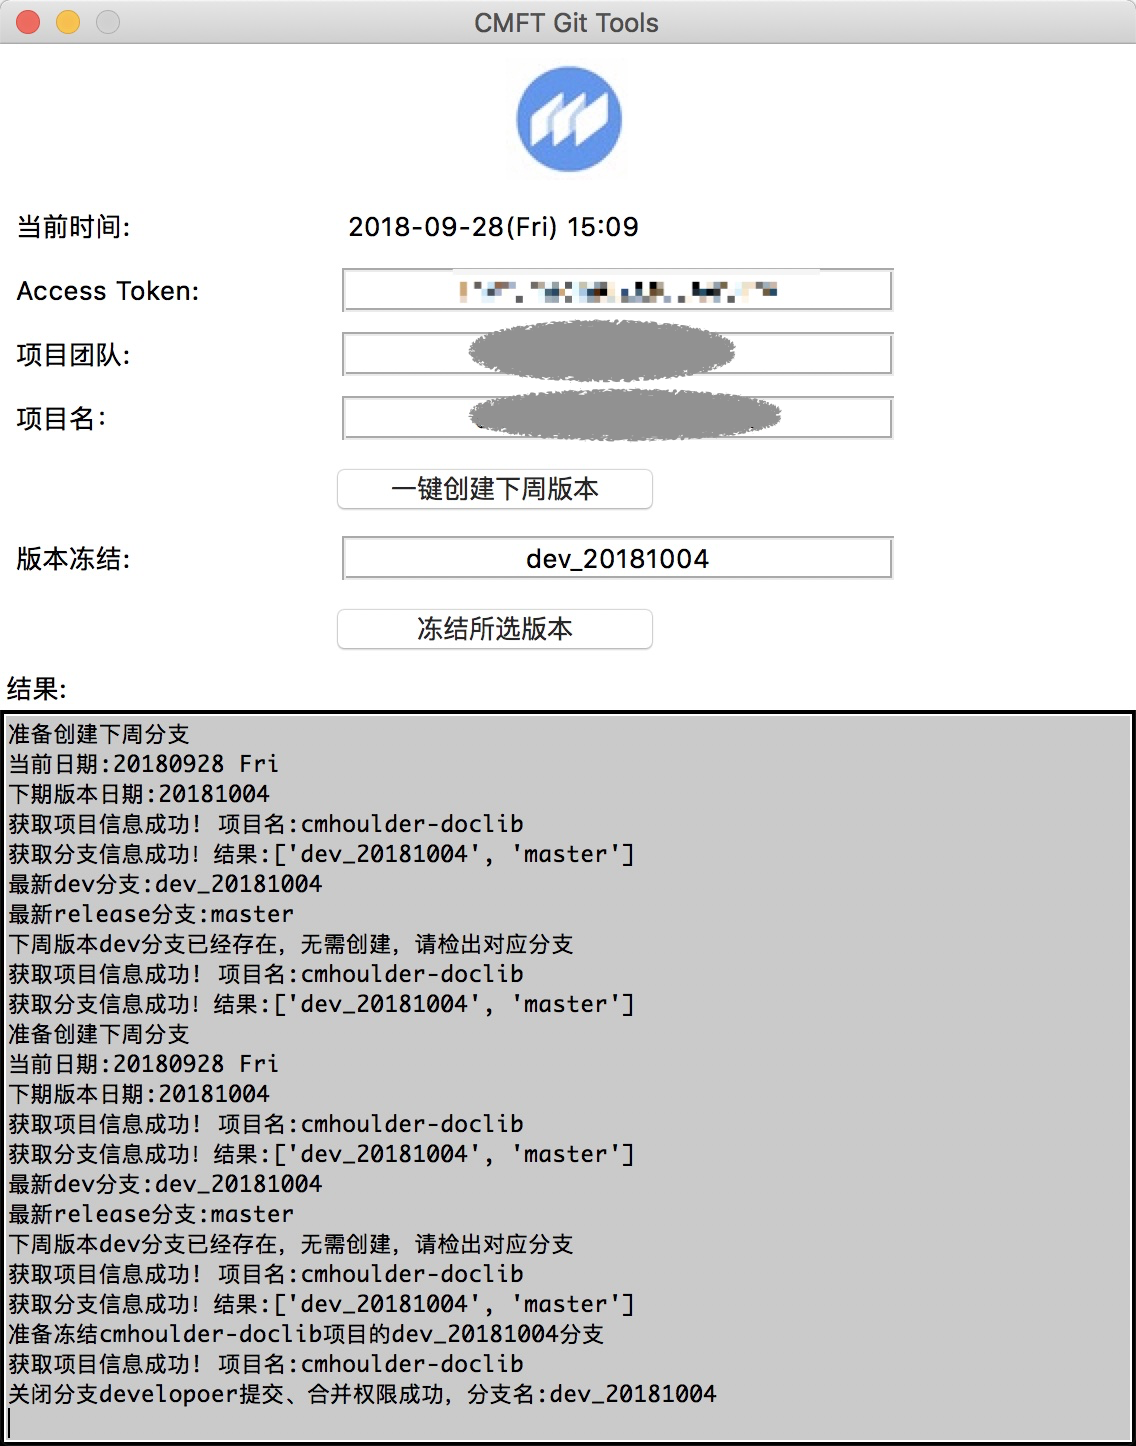 CMFT Git Tools
当前时间: 2018-09-28(Fri) 15:09
Access Token:
项目团队:
项目名:
一键创建下周版本
版本冻结: dev_20181004
冻结所选版本
结果:
准备创建下周分支
当前日期:20180928 Fri
下期版本日期:20181004
获取项目信息成功! 项目名:cmhoulder-doclib
获取分支信息成功! 结果:['dev_20181004', 'master']
最新dev分支:dev_20181004
最新release分支:master
下周版本dev分支已经存在，无需创建，请检出对应分支
获取项目信息成功! 项目名:cmhoulder-doclib
获取分支信息成功! 结果:['dev_20181004', 'master']
准备创建下周分支
当前日期:20180928 Fri
下期版本日期:20181004
获取项目信息成功! 项目名:cmhoulder-doclib
获取分支信息成功! 结果:['dev_20181004', 'master']
最新dev分支:dev_20181004
最新release分支:master
下周版本dev分支已经存在，无需创建，请检出对应分支
获取项目信息成功! 项目名:cmhoulder-doclib
获取分支信息成功! 结果:['dev_20181004', 'master']
准备冻结cmhoulder-doclib项目的dev_20181004分支
获取项目信息成功! 项目名:cmhoulder-doclib
关闭分支developoer提交、合并权限成功，分支名:dev_20181004